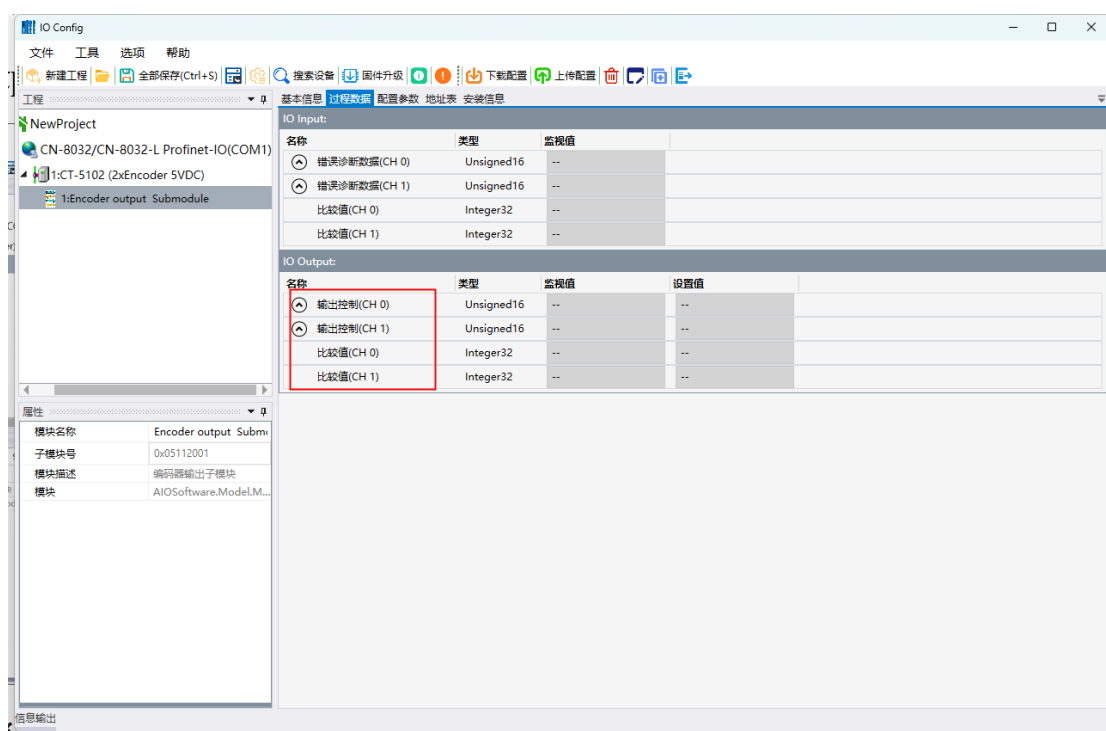 IO Config
文件 工具 选项 帮助
新建工程 全部保存(Ctrl+S) 搜索设备 固件升级 下载配置 上传配置
工程
NewProject
CN-8032/CN-8032-L Profinet-IO(COM1)
1:CT-5102 (2xEncoder 5VDC)
1:Encoder output Submodule
基本信息 过程数据 配置参数 地址表 安装信息
IO Input:
名称 类型 监视值
错误诊断数据(CH 0) Unsigned16 --
错误诊断数据(CH 1) Unsigned16 --
比较值(CH 0) Integer32 --
比较值(CH 1) Integer32 --
IO Output:
名称 类型 监视值 设置值
输出控制(CH 0) Unsigned16 -- --
输出控制(CH 1) Unsigned16 -- --
比较值(CH 0) Integer32 -- --
比较值(CH 1) Integer32 -- --
属性
模块名称 Encoder output Subm
子模块号 0x05112001
模块描述 编码器输出子模块
模块 AIOSoftware.Model.M...
信息输出